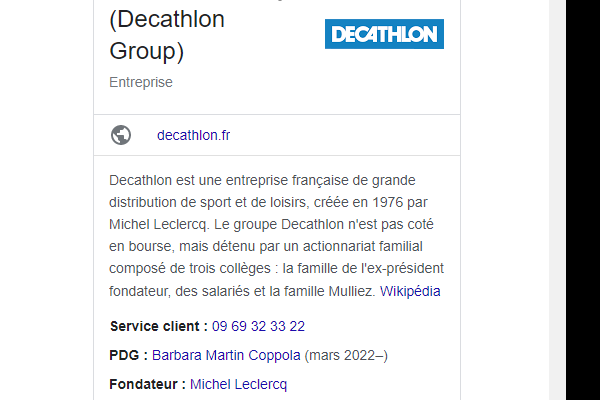 (Decathlon
Group)
DECATHLON
Entreprise
decathlon.fr
Decathlon est une entreprise française de grande
distribution de sport et de loisirs, créée en 1976 par
Michel Leclercq. Le groupe Decathlon n'est pas coté
en bourse, mais détenu par un actionnariat familial
composé de trois collèges : la famille de l'ex-président
fondateur, des salariés et la famille Mulliez. Wikipédia
Service client : 09 69 32 33 22
PDG : Barbara Martin Coppola (mars 2022–)
Fondateur : Michel Leclercq